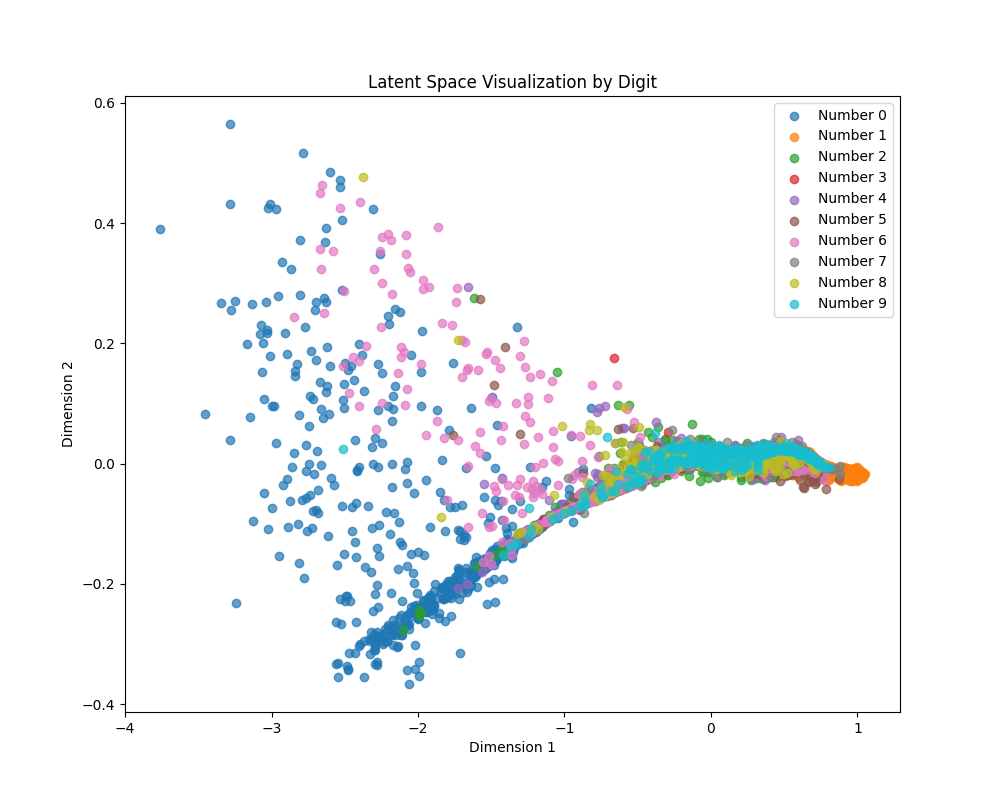 Latent Space Visualization by Digit
0.6
0.4
0.2
0.0
−0.2
−0.4
Dimension 2
Number 0
Number 1
Number 2
Number 3
Number 4
Number 5
Number 6
Number 7
Number 8
Number 9
−4
−3
−2
−1
0
1
Dimension 1